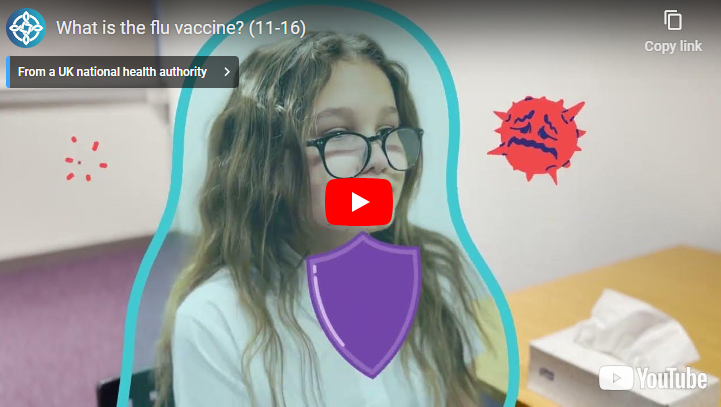 What is the flu vaccine? (11-16)
Copy link
From a UK national health authority
YouTube